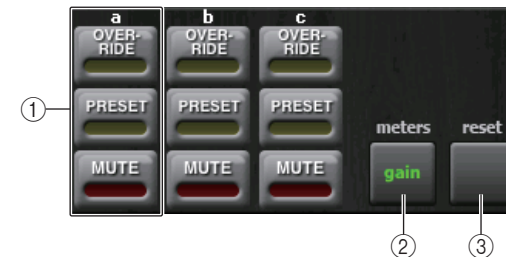 a b c
OVER-
RIDE
OVER-
RIDE
OVER-
RIDE
PRESET PRESET PRESET
meters reset
MUTE MUTE MUTE
gain
1
2 3